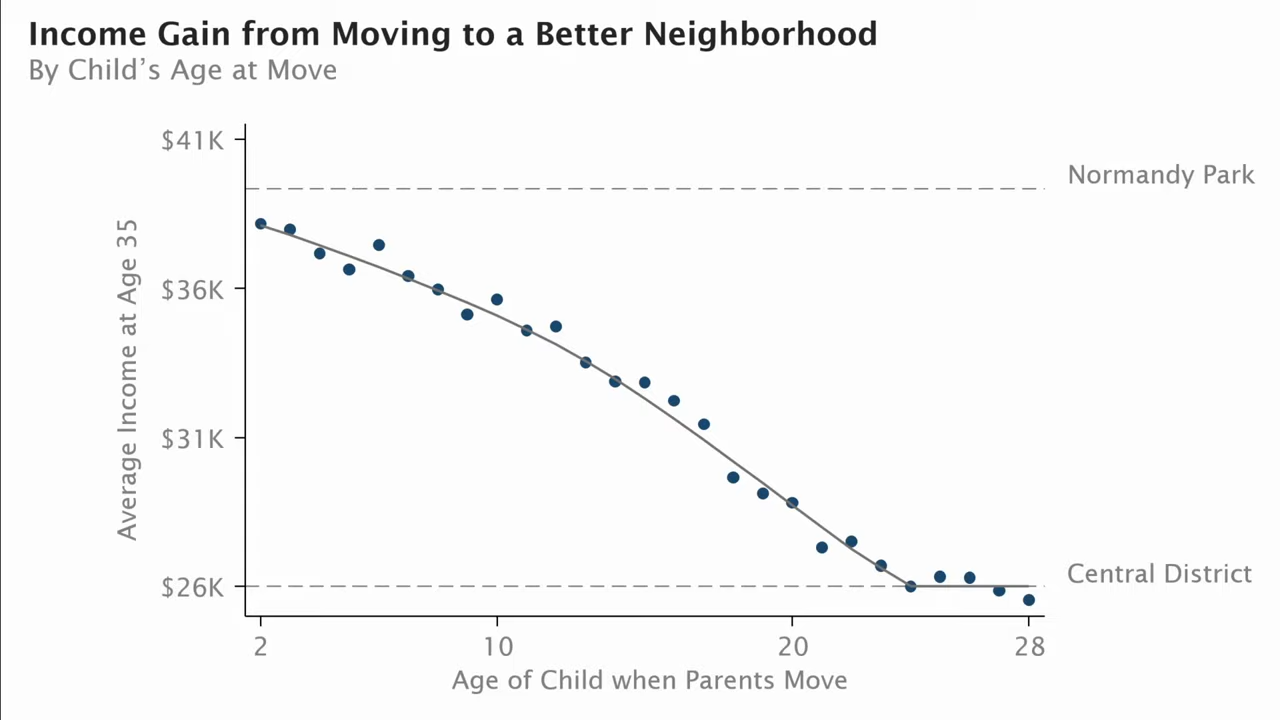 Income Gain from Moving to a Better Neighborhood
By Child’s Age at Move
$41K
Normandy Park
Average Income at Age 35
$36K
$31K
$26K
Central District
2 10 20 28
Age of Child when Parents Move